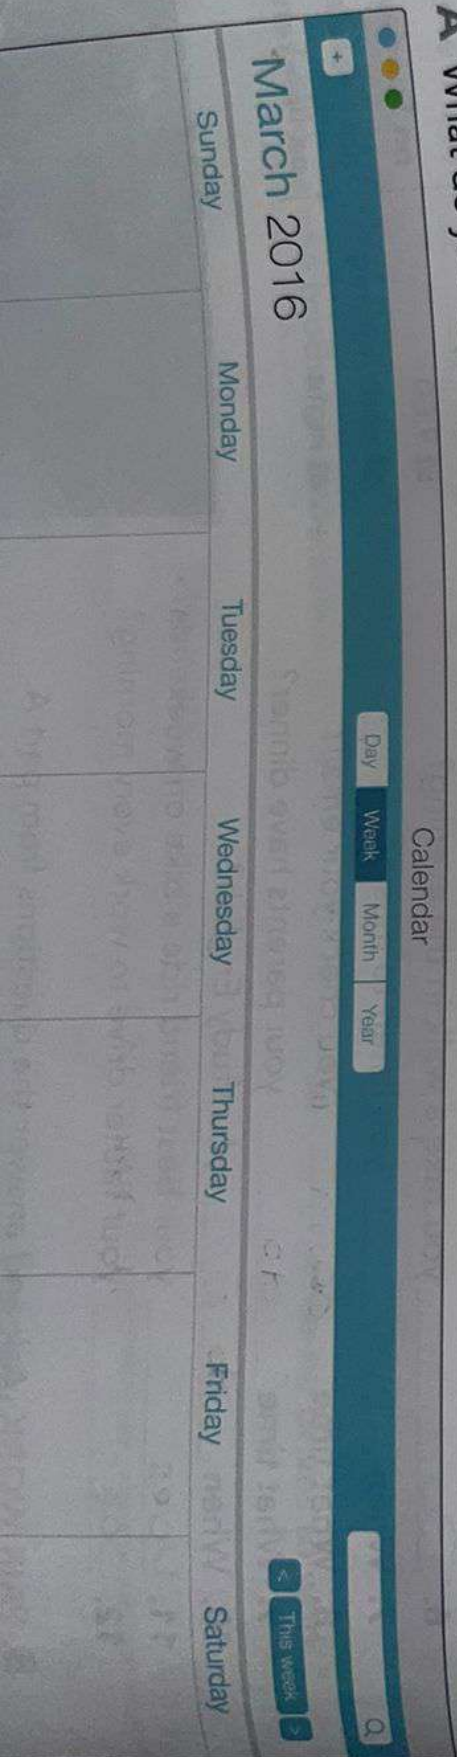 Calendar
+ Day Week Month Year
March 2016
< This week >
Sunday Monday Tuesday Wednesday Thursday Friday Saturday